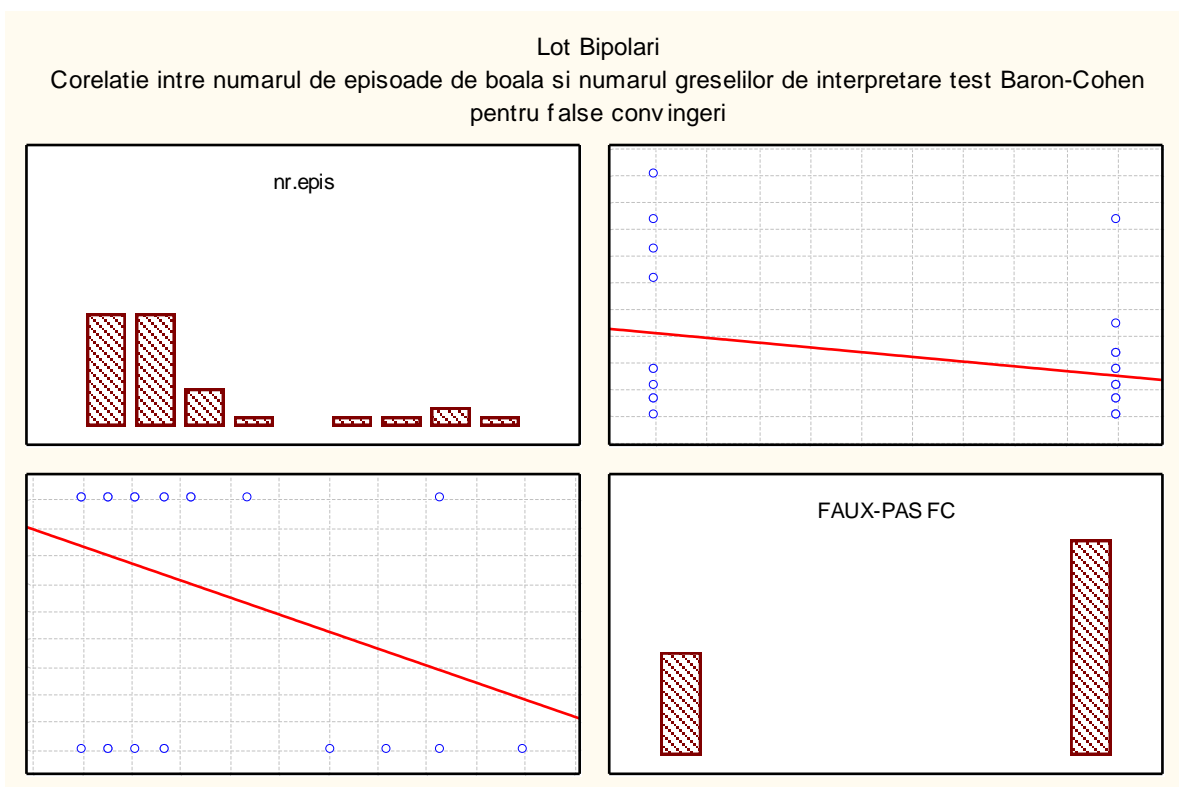 Lot Bipolari
Corelatie intre numarul de episoade de boala si numarul greselilor de interpretare test Baron-Cohen
pentru false convingeri
nr.epis
FAUX-PAS FC